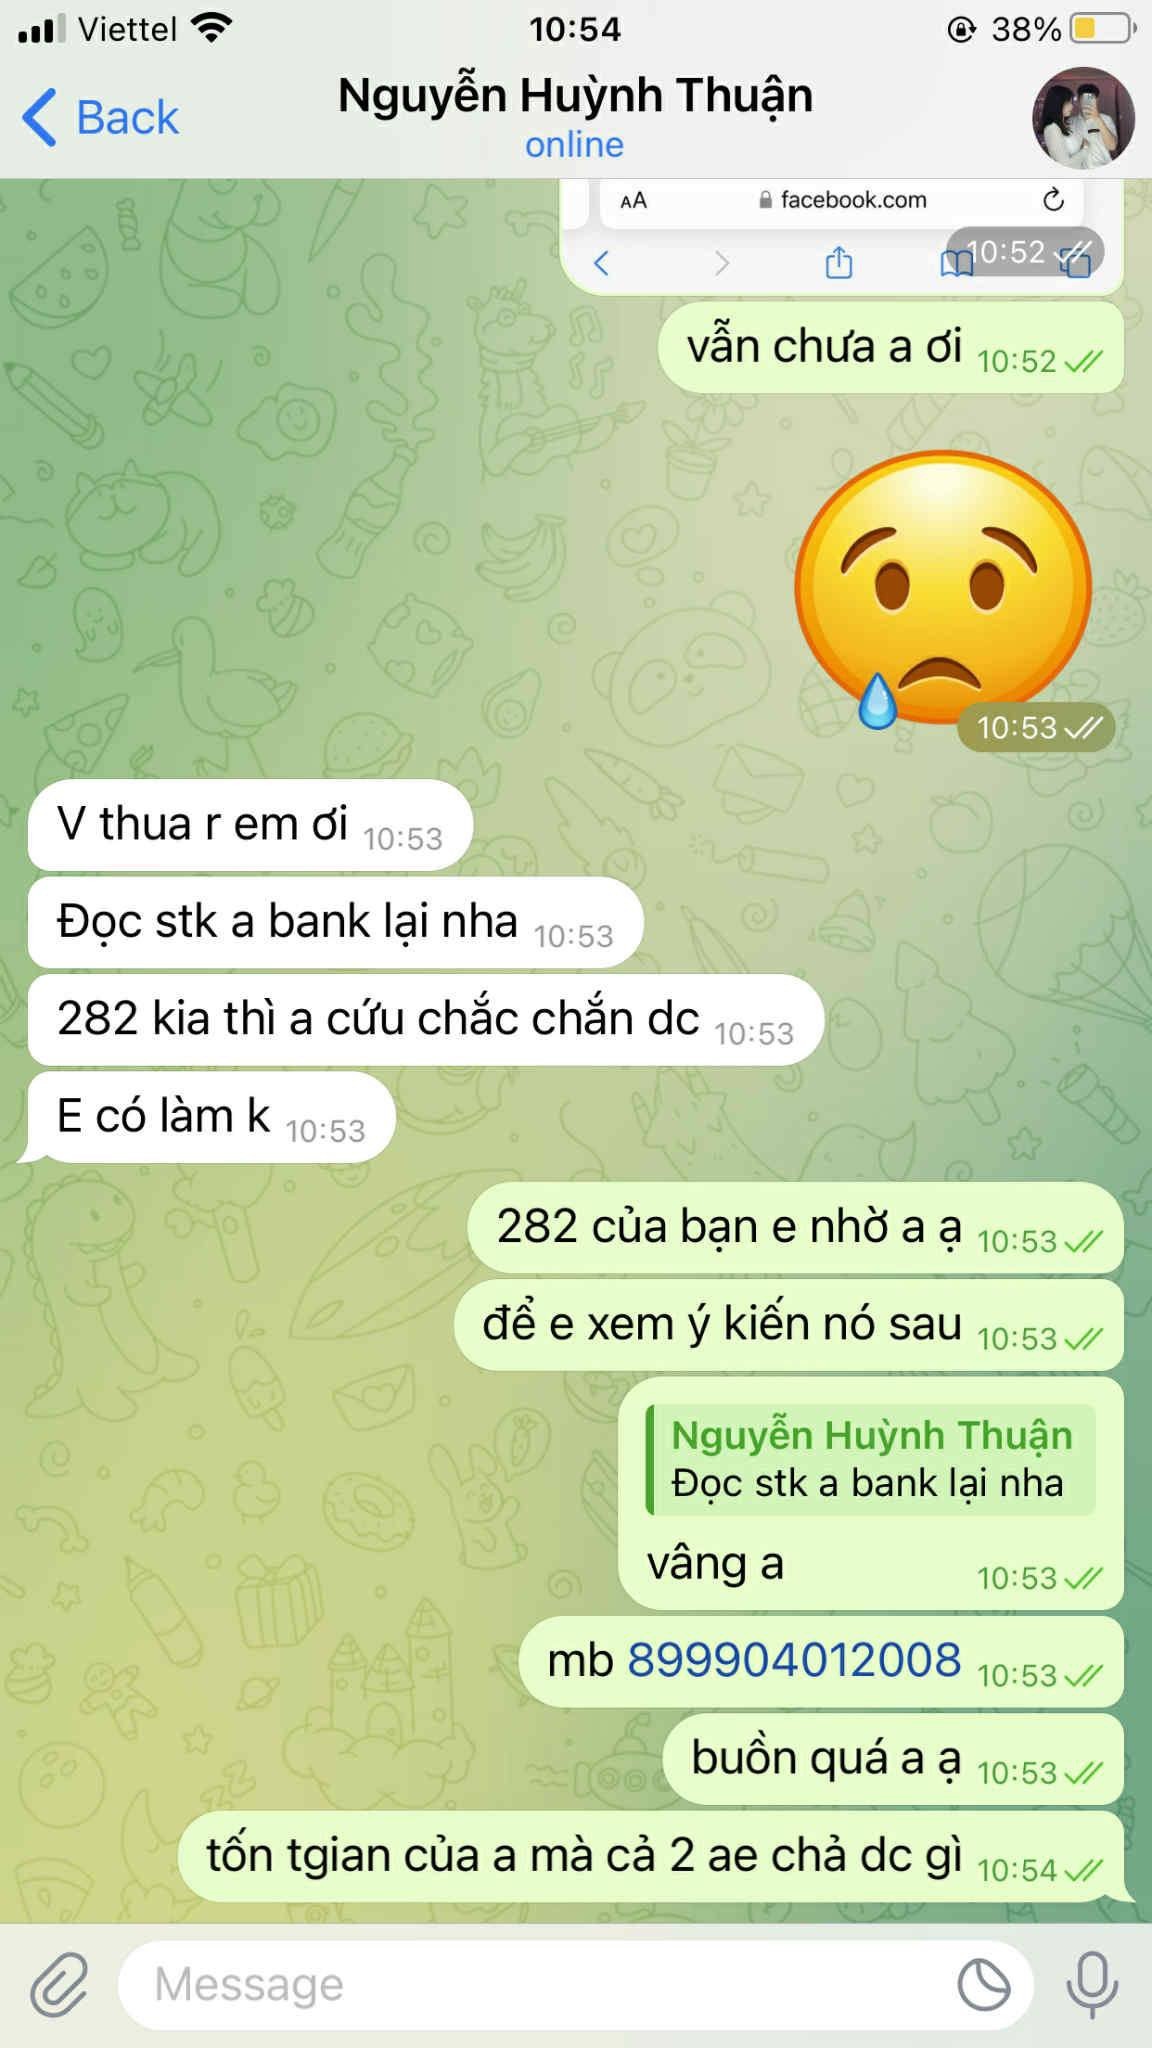 Viettel 10:54 38%
Back Nguyễn Huỳnh Thuận
online
AA facebook.com
10:52
vẫn chưa a ơi 10:52
10:53
V thua r em ơi 10:53
Đọc stk a bank lại nha 10:53
282 kia thì a cứu chắc chắn dc 10:53
E có làm k 10:53
282 của bạn e nhờ a ạ 10:53
để e xem ý kiến nó sau 10:53
Nguyễn Huỳnh Thuận
Đọc stk a bank lại nha
vâng a 10:53
mb 899904012008 10:53
buồn quá a ạ 10:53
tốn tgian của a mà cả 2 ae chả dc gì 10:54
Message